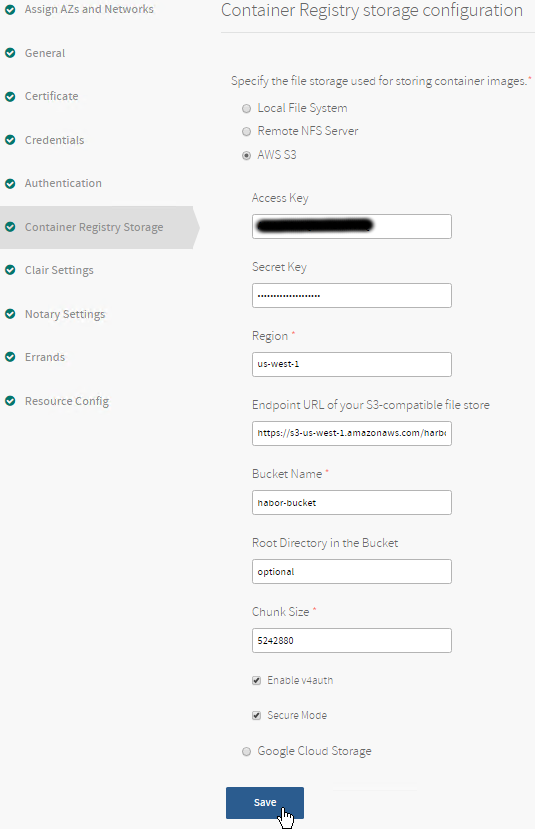 Assign AZs and Networks
General
Certificate
Credentials
Authentication
Container Registry Storage
Clair Settings
Notary Settings
Errands
Resource Config
Container Registry storage configuration
Specify the file storage used for storing container images.*
Local File System
Remote NFS Server
AWS S3
Access Key
Secret Key
••••••••••••••••••••
Region *
us-west-1
Endpoint URL of your S3-compatible file store
https://s3-us-west-1.amazonaws.com/harbo
Bucket Name *
habor-bucket
Root Directory in the Bucket
optional
Chunk Size *
5242880
Enable v4auth
Secure Mode
Google Cloud Storage
Save